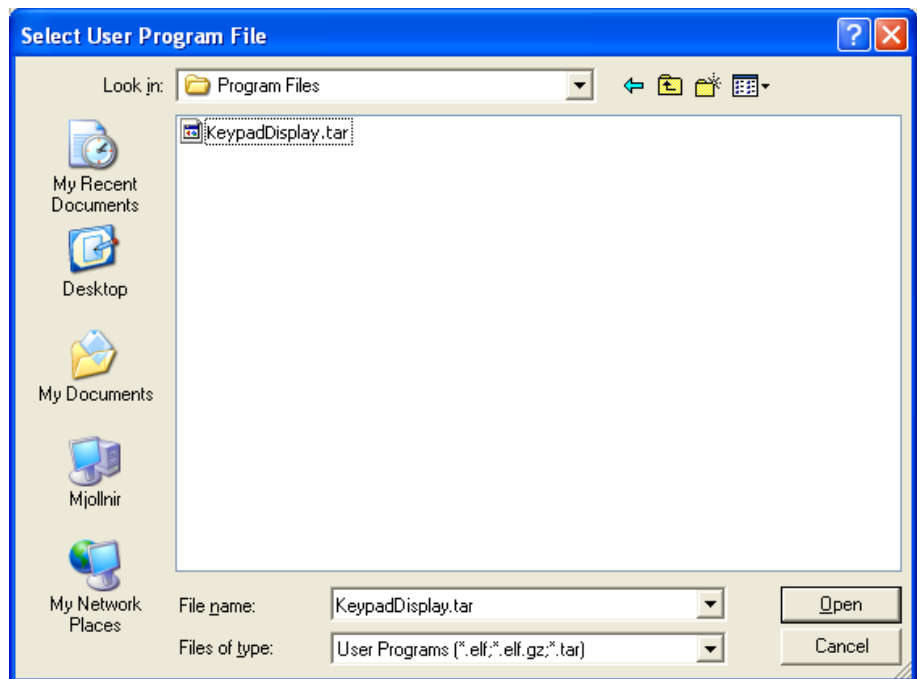 Select User Program File
Look in:
Program Files
KeypadDisplay.tar
My Recent
Documents
Desktop
My Documents
Mjollnir
My Network
Places
File name:
KeypadDisplay.tar
Open
Files of type:
User Programs (*.elf;*.elf.gz;*.tar)
Cancel